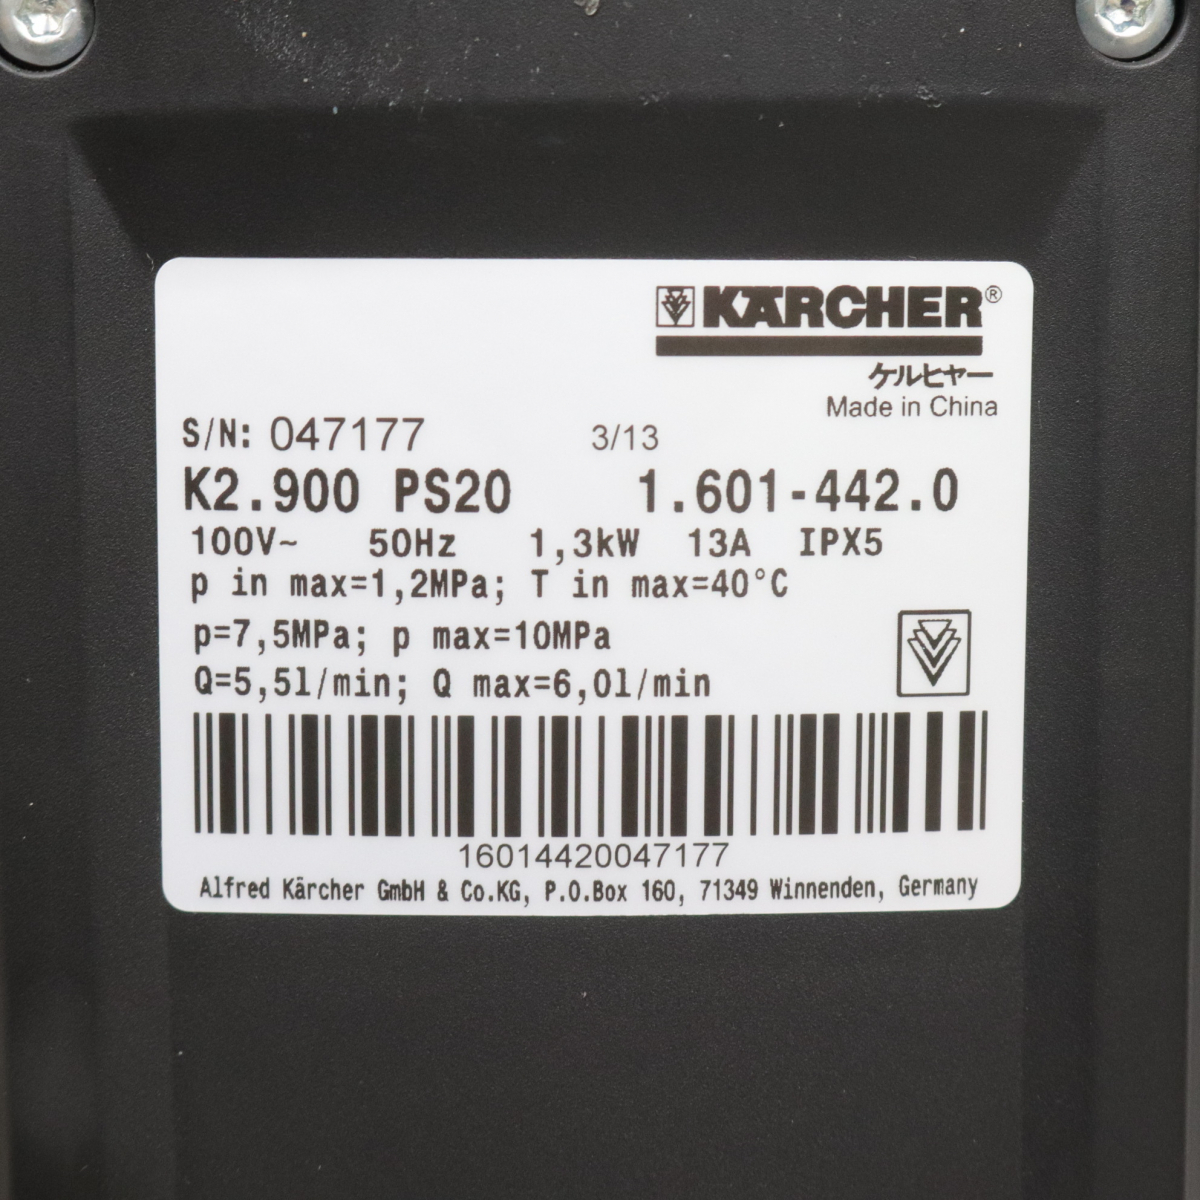 KÄRCHER®
ケルヒャー
Made in China
S/N: 047177 3/13
K2.900 PS20 1.601-442.0
100V~ 50Hz 1,3kW 13A IPX5
p in max=1,2MPa; T in max=40°C
p=7,5MPa; p max=10MPa
Q=5,5l/min; Q max=6,0l/min
16014420047177
Alfred Kärcher GmbH & Co.KG, P.O.Box 160, 71349 Winnenden, Germany